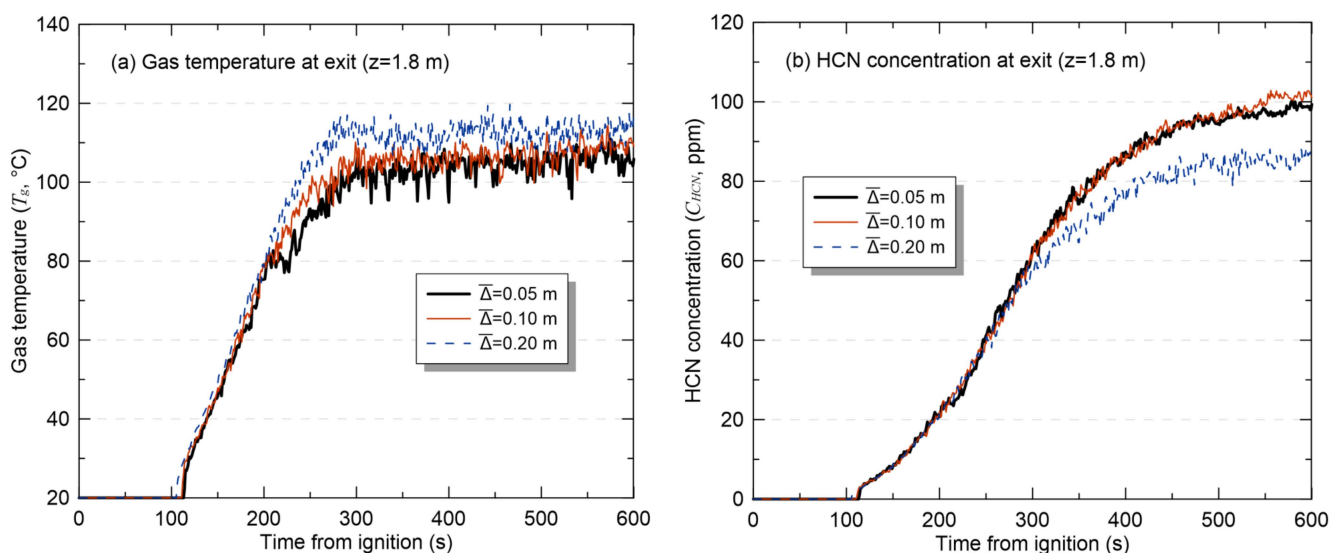 140
120
100
80
60
40
20
Gas temperature (Tg, °C)
(a) Gas temperature at exit (z=1.8 m)
Δ̅=0.05 m
Δ̅=0.10 m
Δ̅=0.20 m
0 100 200 300 400 500 600
Time from ignition (s)
120
100
80
60
40
20
0
HCN concentration (CHCN, ppm)
(b) HCN concentration at exit (z=1.8 m)
Δ̅=0.05 m
Δ̅=0.10 m
Δ̅=0.20 m
0 100 200 300 400 500 600
Time from ignition (s)